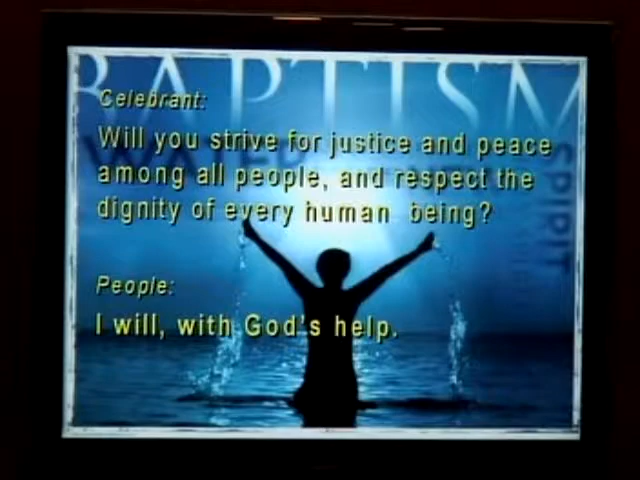 BAPTISM
Celebrant:
Will you strive for justice and peace
among all people, and respect the
dignity of every human being?
SPIRIT
People:
I will, with God's help.